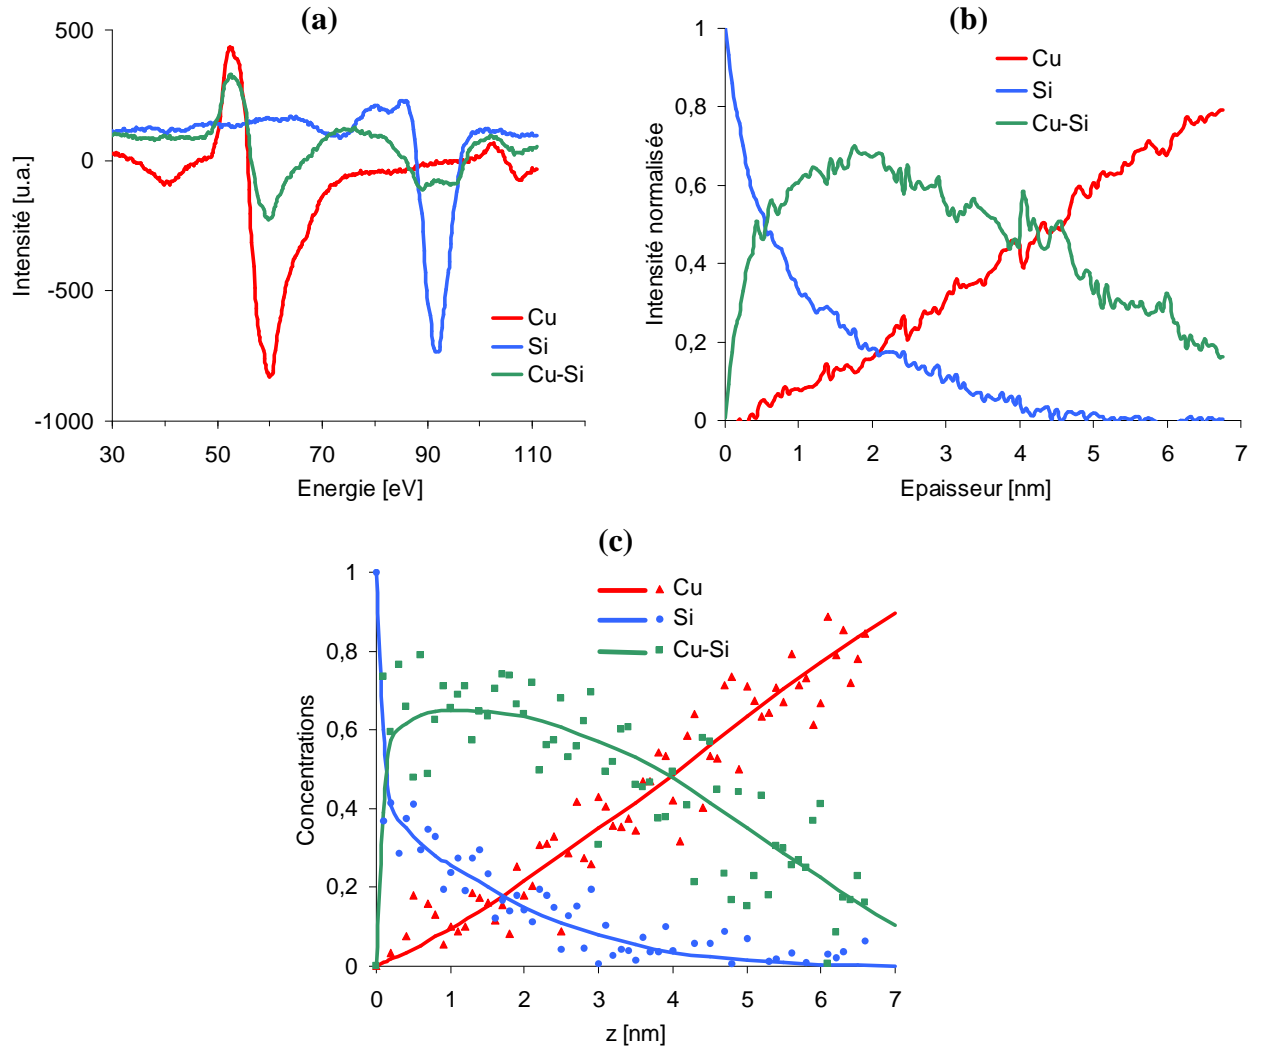 (a)
500
0
-500
-1000
Intensité [u.a.]
30 50 70 90 110
Energie [eV]
Cu
Si
Cu-Si
(b)
1
0,8
0,6
0,4
0,2
0
Intensité normalisée
0 1 2 3 4 5 6 7
Epaisseur [nm]
Cu
Si
Cu-Si
(c)
1
0,8
0,6
0,4
0,2
0
Concentrations
0 1 2 3 4 5 6 7
z [nm]
Cu
Si
Cu-Si